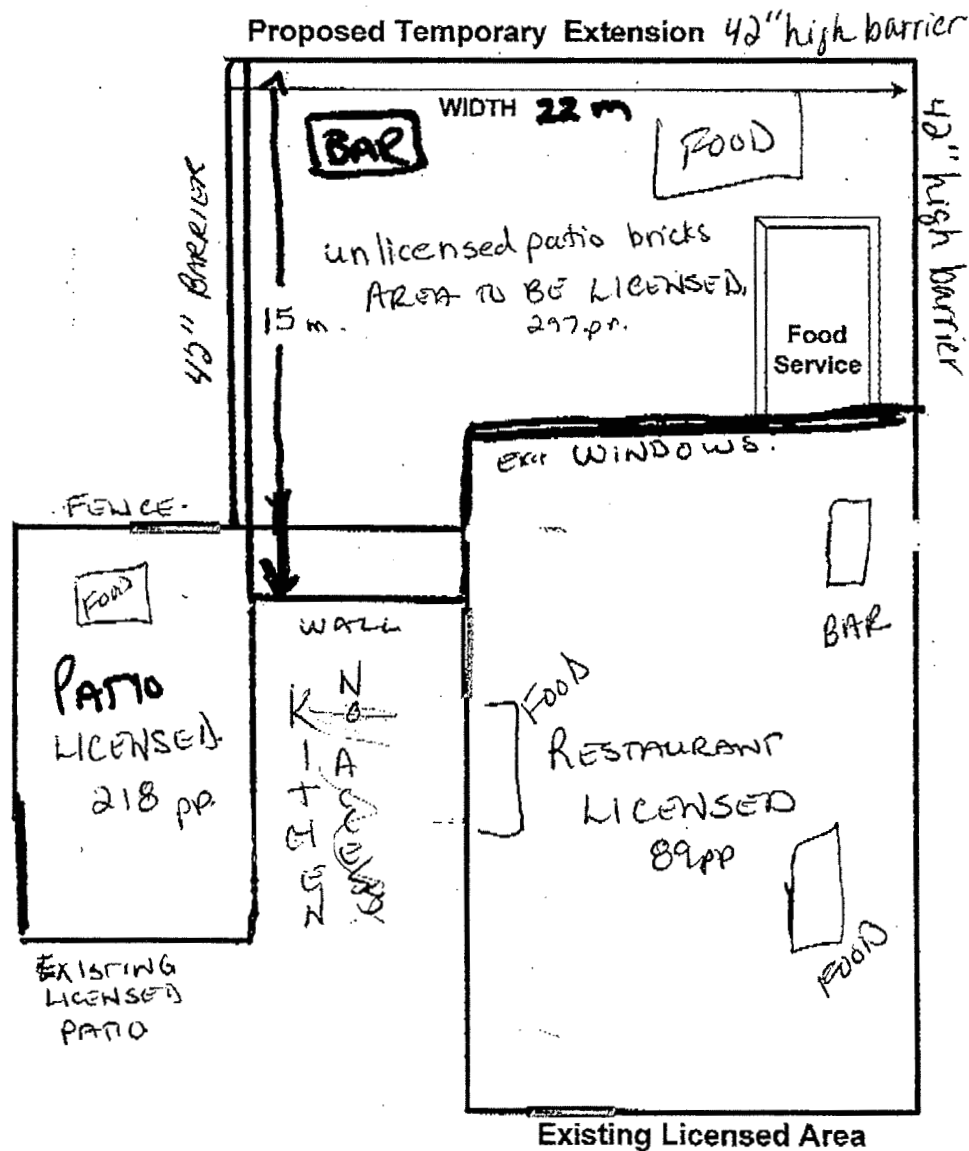 Proposed Temporary Extension 42" high barrier
WIDTH 22 m
BAR
FOOD
42" high barrier
42" BARRIER
unlicensed patio bricks
AREA TO BE LICENSED.
297 pp.
15 m.
Food
Service
EXIT WINDOWS.
FENCE.
FOOD
BAR
WALL
PATIO
LICENSED
218 pp.
KITCHEN
NO ACCESS
FOOD
RESTAURANT
LICENSED
89pp
FOOD
EXISTING
LICENSED
PATIO
Existing Licensed Area